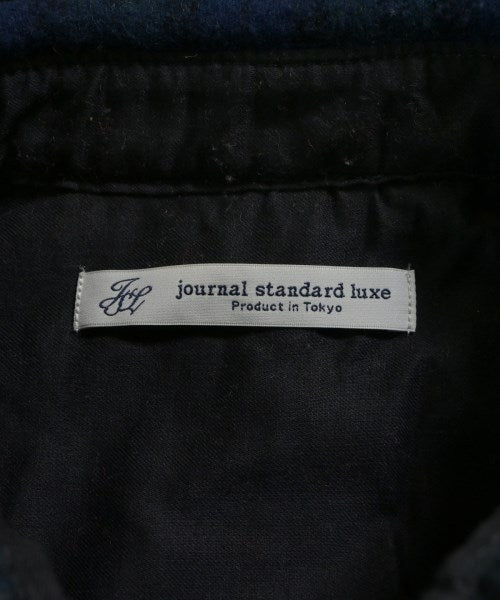 JSL journal standard luxe
Product in Tokyo